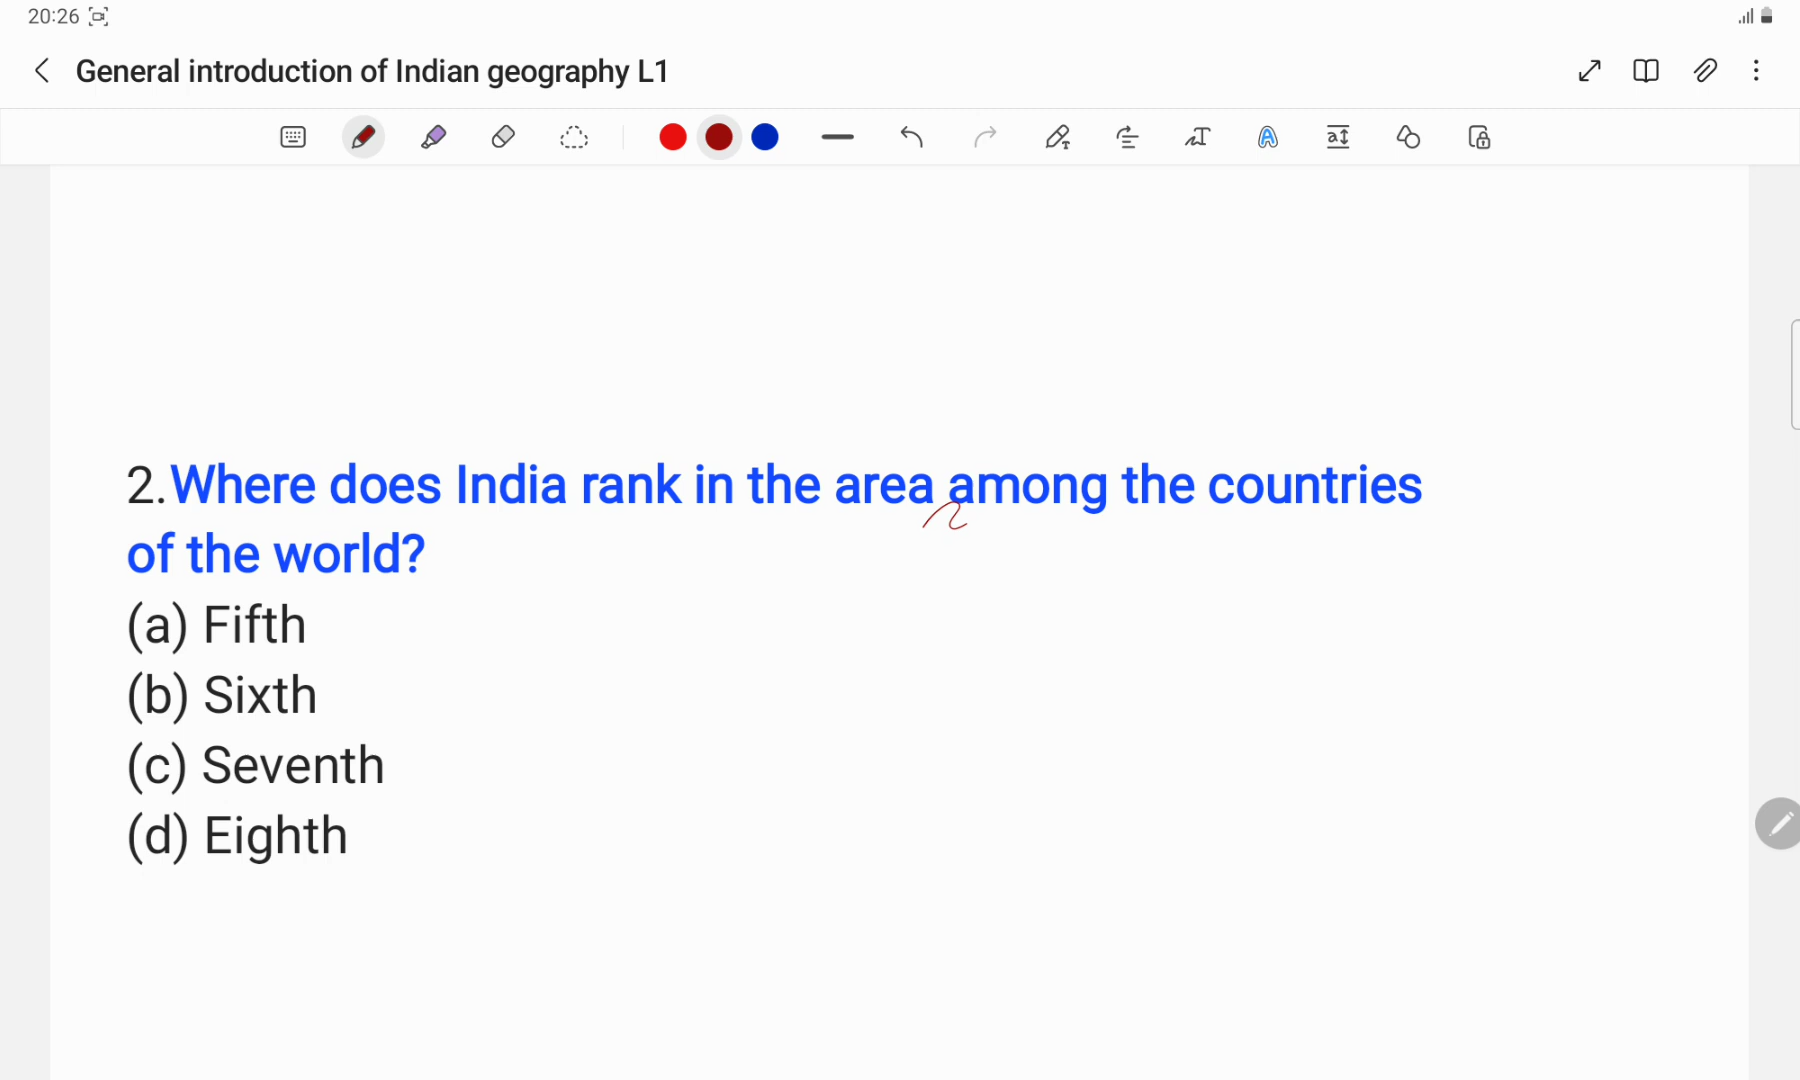 20:26
General introduction of Indian geography L1
2.Where does India rank in the area among the countries
of the world?
(a) Fifth
(b) Sixth
(c) Seventh
(d) Eighth